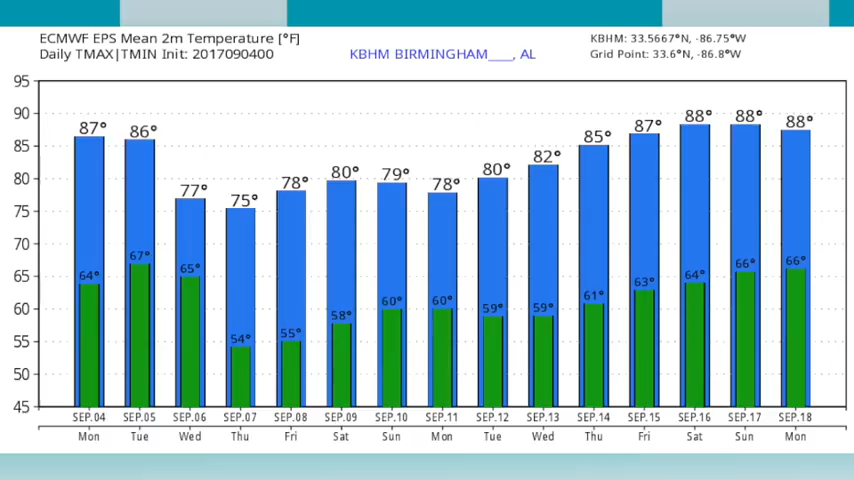 ECMWF EPS Mean 2m Temperature [°F]
Daily TMAX|TMIN Init: 2017090400
KBHM BIRMINGHAM____, AL
KBHM: 33.5667°N, -86.75°W
Grid Point: 33.6°N, -86.8°W
95
90
85
80
75
70
65
60
55
50
45
87° 86° 77° 75° 78° 80° 79° 78° 80° 82° 85° 87° 88° 88° 88°
64° 67° 65° 54° 55° 58° 60° 60° 59° 59° 61° 63° 64° 66° 66°
SEP.04 SEP.05 SEP.06 SEP.07 SEP.08 SEP.09 SEP.10 SEP.11 SEP.12 SEP.13 SEP.14 SEP.15 SEP.16 SEP.17 SEP.18
Mon Tue Wed Thu Fri Sat Sun Mon Tue Wed Thu Fri Sat Sun Mon